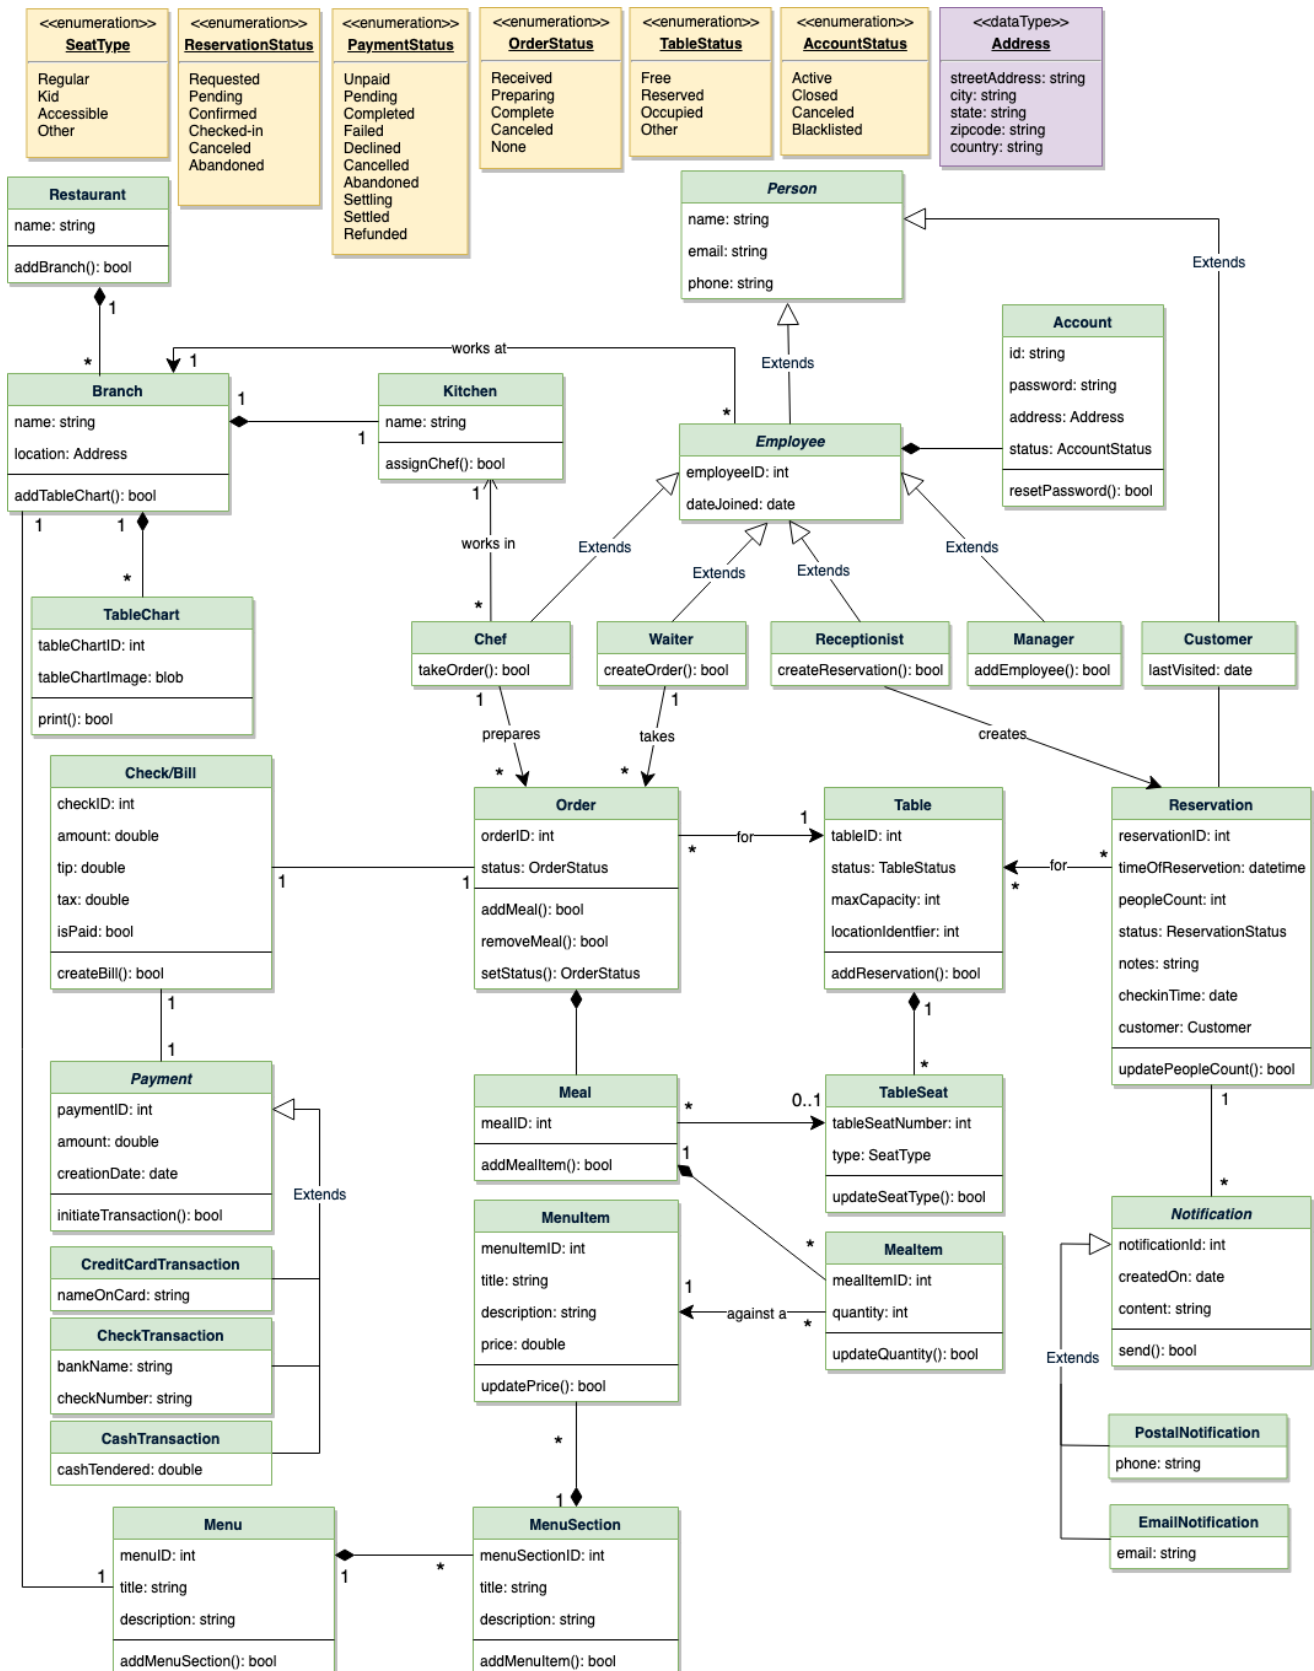 <<enumeration>>
SeatType
Regular
Kid
Accessible
Other
<<enumeration>>
ReservationStatus
Requested
Pending
Confirmed
Checked-in
Canceled
Abandoned
<<enumeration>>
PaymentStatus
Unpaid
Pending
Completed
Failed
Declined
Cancelled
Abandoned
Settling
Settled
Refunded
<<enumeration>>
OrderStatus
Received
Preparing
Complete
Canceled
None
<<enumeration>>
TableStatus
Free
Reserved
Occupied
Other
<<enumeration>>
AccountStatus
Active
Closed
Canceled
Blacklisted
<<dataType>>
Address
streetAddress: string
city: string
state: string
zipcode: string
country: string
Restaurant
name: string
addBranch(): bool
1
*
Person
name: string
email: string
phone: string
Extends
Extends
Account
id: string
password: string
address: Address
status: AccountStatus
resetPassword(): bool
works at
1
*
Branch
name: string
location: Address
addTableChart(): bool
1
1
Kitchen
name: string
assignChef(): bool
Employee
employeeID: int
dateJoined: date
1
1
*
1
works in
*
Extends
Extends
Extends
Extends
TableChart
tableChartID: int
tableChartImage: blob
print(): bool
Chef
takeOrder(): bool
Waiter
createOrder(): bool
Receptionist
createReservation(): bool
Manager
addEmployee(): bool
Customer
lastVisited: date
1
prepares
*
1
takes
*
creates
Check/Bill
checkID: int
amount: double
tip: double
tax: double
isPaid: bool
createBill(): bool
1
1
Order
orderID: int
status: OrderStatus
addMeal(): bool
removeMeal(): bool
setStatus(): OrderStatus
*
for
1
Table
tableID: int
status: TableStatus
maxCapacity: int
locationIdentfier: int
addReservation(): bool
*
for
*
Reservation
reservationID: int
timeOfReservetion: datetime
peopleCount: int
status: ReservationStatus
notes: string
checkinTime: date
customer: Customer
updatePeopleCount(): bool
1
1
1
*
1
*
Payment
paymentID: int
amount: double
creationDate: date
initiateTransaction(): bool
Extends
Meal
mealID: int
addMealItem(): bool
*
0..1
TableSeat
tableSeatNumber: int
type: SeatType
updateSeatType(): bool
1
*
MenuItem
menuItemID: int
title: string
description: string
price: double
updatePrice(): bool
1
against a
*
MeaItem
mealItemID: int
quantity: int
updateQuantity(): bool
Notification
notificationId: int
createdOn: date
content: string
send(): bool
Extends
CreditCardTransaction
nameOnCard: string
CheckTransaction
bankName: string
checkNumber: string
CashTransaction
cashTendered: double
PostalNotification
phone: string
EmailNotification
email: string
*
1
Menu
menuID: int
title: string
description: string
addMenuSection(): bool
1
1
*
MenuSection
menuSectionID: int
title: string
description: string
addMenuItem(): bool